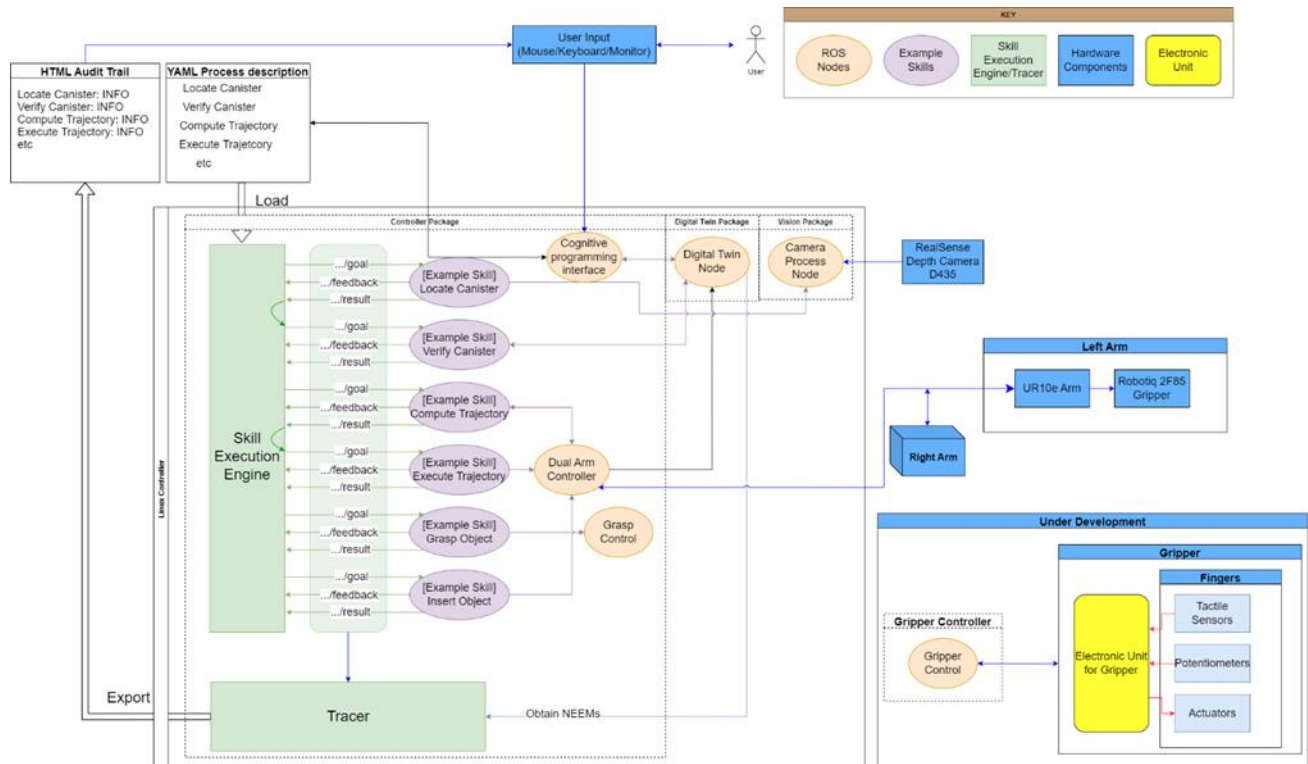 KEY
ROS
Nodes
Example
Skills
Skill
Execution
Engine/Tracer
Hardware
Components
Electronic
Unit
User Input
(Mouse/Keyboard/Monitor)
User
HTML Audit Trail
Locate Canister: INFO
Verify Canister: INFO
Compute Trajectory: INFO
Execute Trajectory: INFO
etc
YAML Process description
Locate Canister
Verify Canister
Compute Trajectory
Execute Trajetcory
etc
Load
Linux Controller
Controller Package
Digital Twin Package
Vision Package
Cognitive
programming
interface
Digital Twin
Node
Camera
Process
Node
RealSense
Depth Camera
D435
Skill
Execution
Engine
.../goal
.../feedback
.../result
[Example Skill]
Locate Canister
.../goal
.../feedback
.../result
[Example Skill]
Verify Canister
.../goal
.../feedback
.../result
[Example Skill]
Compute Trajectory
.../goal
.../feedback
.../result
[Example Skill]
Execute Trajectory
Dual Arm
Controller
.../goal
.../feedback
.../result
[Example Skill]
Grasp Object
Grasp
Control
.../goal
.../feedback
.../result
[Example Skill]
Insert Object
Left Arm
UR10e Arm
Robotiq 2F85
Gripper
Right Arm
Under Development
Gripper
Fingers
Tactile
Sensors
Potentiometers
Actuators
Electronic Unit
for Gripper
Gripper Controller
Gripper
Control
Export
Tracer
Obtain NEEMs